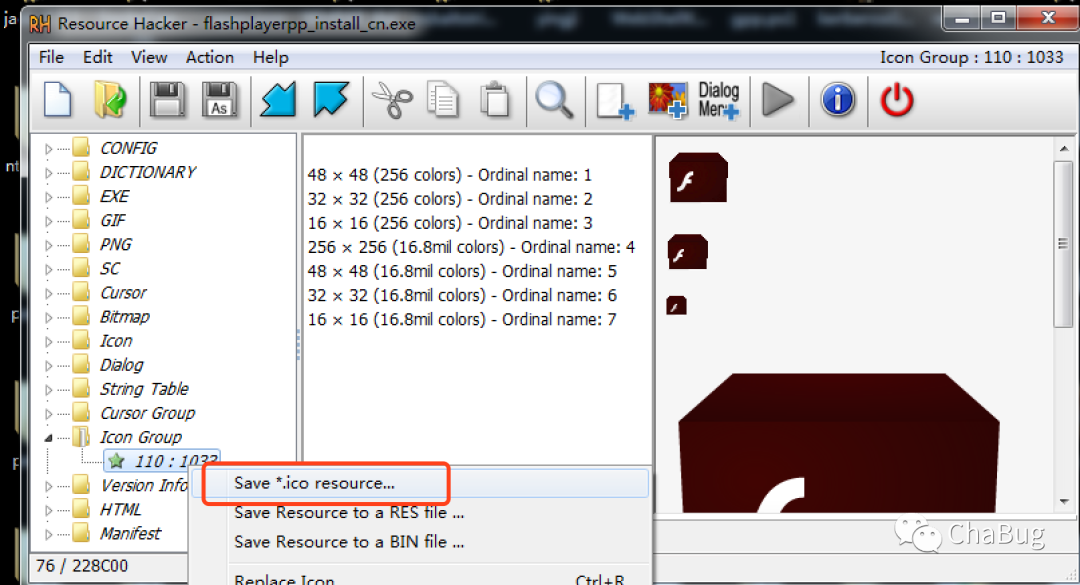 Resource Hacker - flashplayerpp_install_cn.exe
File Edit View Action Help Icon Group : 110 : 1033
As
Dialog
Men
CONFIG
DICTIONARY
EXE
GIF
PNG
SC
Cursor
Bitmap
Icon
Dialog
String Table
Cursor Group
Icon Group
110 : 1033
Version Info
HTML
Manifest
48 × 48 (256 colors) - Ordinal name: 1
32 × 32 (256 colors) - Ordinal name: 2
16 × 16 (256 colors) - Ordinal name: 3
256 × 256 (16.8mil colors) - Ordinal name: 4
48 × 48 (16.8mil colors) - Ordinal name: 5
32 × 32 (16.8mil colors) - Ordinal name: 6
16 × 16 (16.8mil colors) - Ordinal name: 7
Save *.ico resource...
Save Resource to a RES file ...
Save Resource to a BIN file ...
Replace Icon Ctrl+R
76 / 228C00
ChaBug